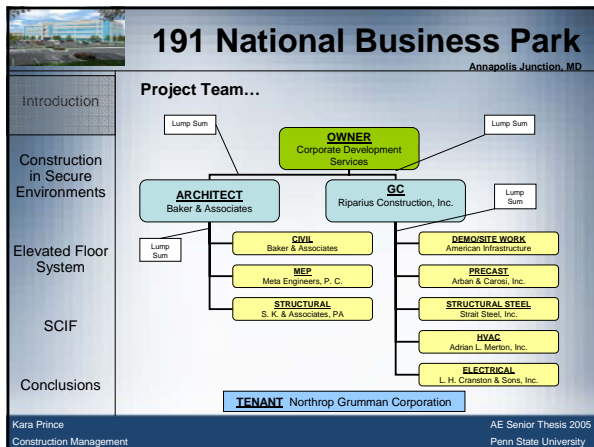 191 National Business Park
Annapolis Junction, MD
Introduction
Construction
in Secure
Environments
Elevated Floor
System
SCIF
Conclusions
Project Team…
Lump Sum
Lump Sum
OWNER
Corporate Development
Services
ARCHITECT
Baker & Associates
GC
Riparius Construction, Inc.
Lump
Sum
Lump
Sum
CIVIL
Baker & Associates
MEP
Meta Engineers, P. C.
STRUCTURAL
S. K. & Associates, PA
DEMO/SITE WORK
American Infrastructure
PRECAST
Arban & Carosi, Inc.
STRUCTURAL STEEL
Strait Steel, Inc.
HVAC
Adrian L. Merton, Inc.
ELECTRICAL
L. H. Cranston & Sons, Inc.
TENANT Northrop Grumman Corporation
Kara Prince
Construction Management
AE Senior Thesis 2005
Penn State University